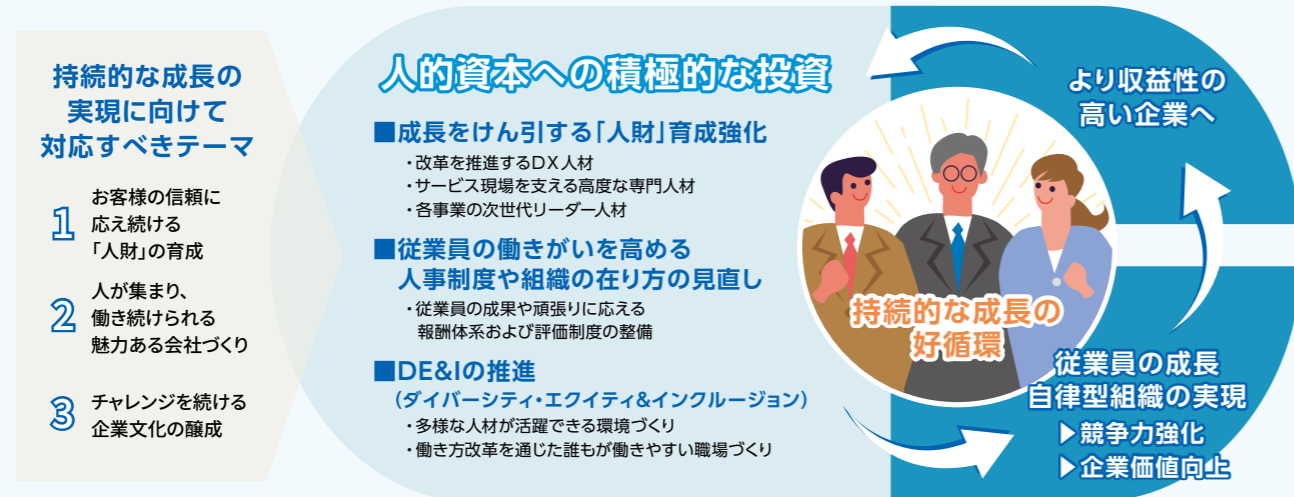 持続的な成長の
実現に向けて
対応すべきテーマ
1
お客様の信頼に
応え続ける
「人財」の育成
2
人が集まり、
働き続けられる
魅力ある会社づくり
3
チャレンジを続ける
企業文化の醸成
人的資本への積極的な投資
■成長をけん引する「人財」育成強化
・改革を推進するDX人材
・サービス現場を支える高度な専門人材
・各事業の次世代リーダー人材
■従業員の働きがいを高める
人事制度や組織の在り方の見直し
・従業員の成果や頑張りに応える
報酬体系および評価制度の整備
■DE&Iの推進
（ダイバーシティ・エクイティ&インクルージョン）
・多様な人材が活躍できる環境づくり
・働き方改革を通じた誰もが働きやすい職場づくり
持続的な成長の
好循環
より収益性の
高い企業へ
従業員の成長
自律型組織の実現
▶競争力強化
▶企業価値向上